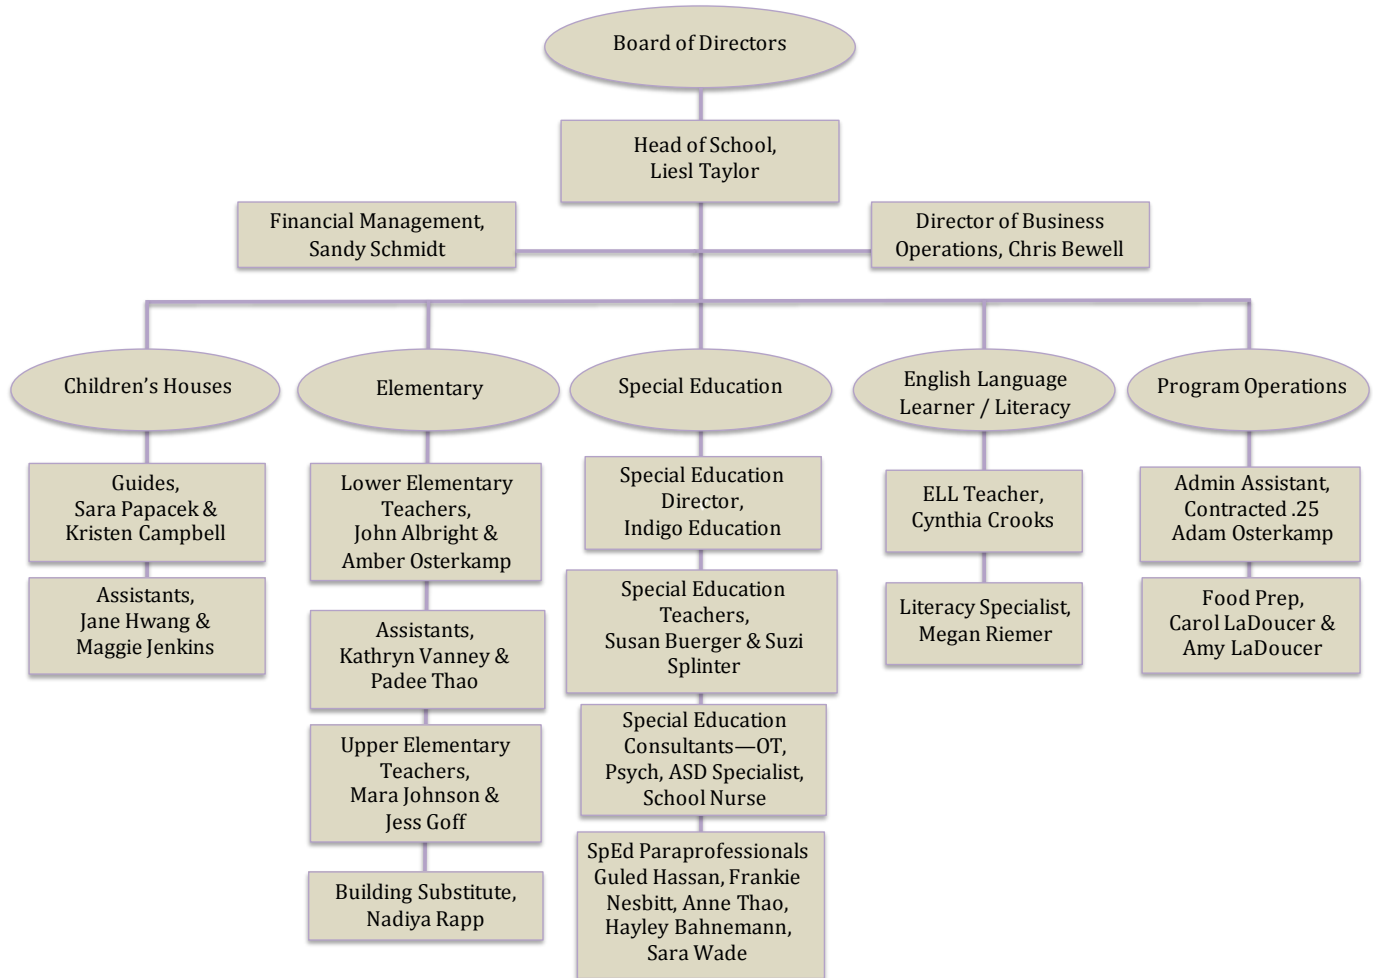 Board of Directors
Head of School,
Liesl Taylor
Financial Management,
Sandy Schmidt
Director of Business
Operations, Chris Bewell
Children’s Houses
Elementary
Special Education
English Language
Learner / Literacy
Program Operations
Guides,
Sara Papacek &
Kristen Campbell
Assistants,
Jane Hwang &
Maggie Jenkins
Lower Elementary
Teachers,
John Albright &
Amber Osterkamp
Assistants,
Kathryn Vanney &
Padee Thao
Upper Elementary
Teachers,
Mara Johnson &
Jess Goff
Building Substitute,
Nadiya Rapp
Special Education
Director,
Indigo Education
Special Education
Teachers,
Susan Buerger & Suzi
Splinter
Special Education
Consultants—OT,
Psych, ASD Specialist,
School Nurse
SpEd Paraprofessionals
Guled Hassan, Frankie
Nesbitt, Anne Thao,
Hayley Bahnemann,
Sara Wade
ELL Teacher,
Cynthia Crooks
Literacy Specialist,
Megan Riemer
Admin Assistant,
Contracted .25
Adam Osterkamp
Food Prep,
Carol LaDoucer &
Amy LaDoucer